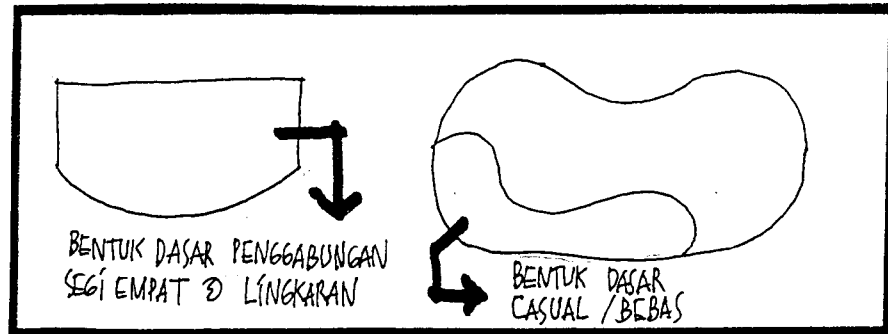 BENTUK DASAR PENGGABUNGAN
SEGI EMPAT & LINGKARAN
BENTUK DASAR
CASUAL / BEBAS